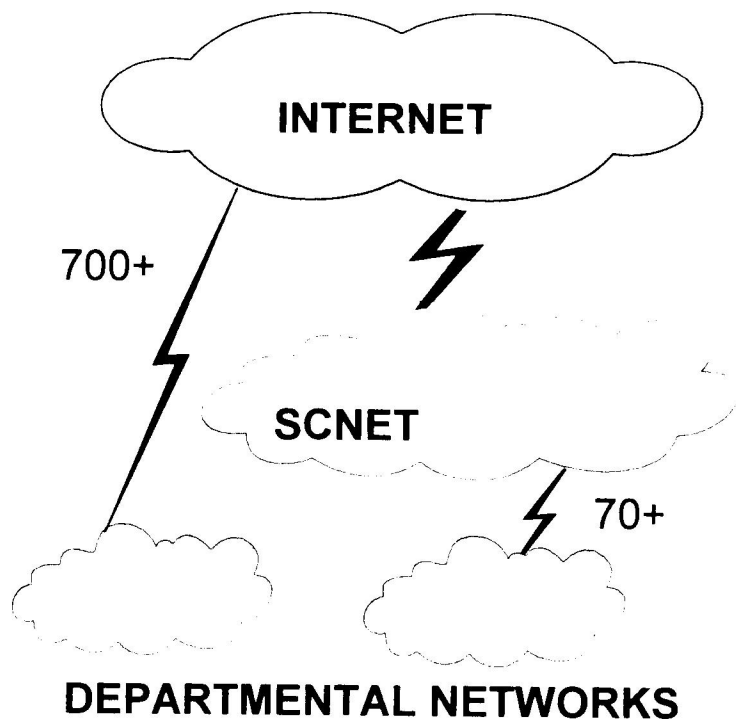 INTERNET
700+
SCNET
70+
DEPARTMENTAL NETWORKS